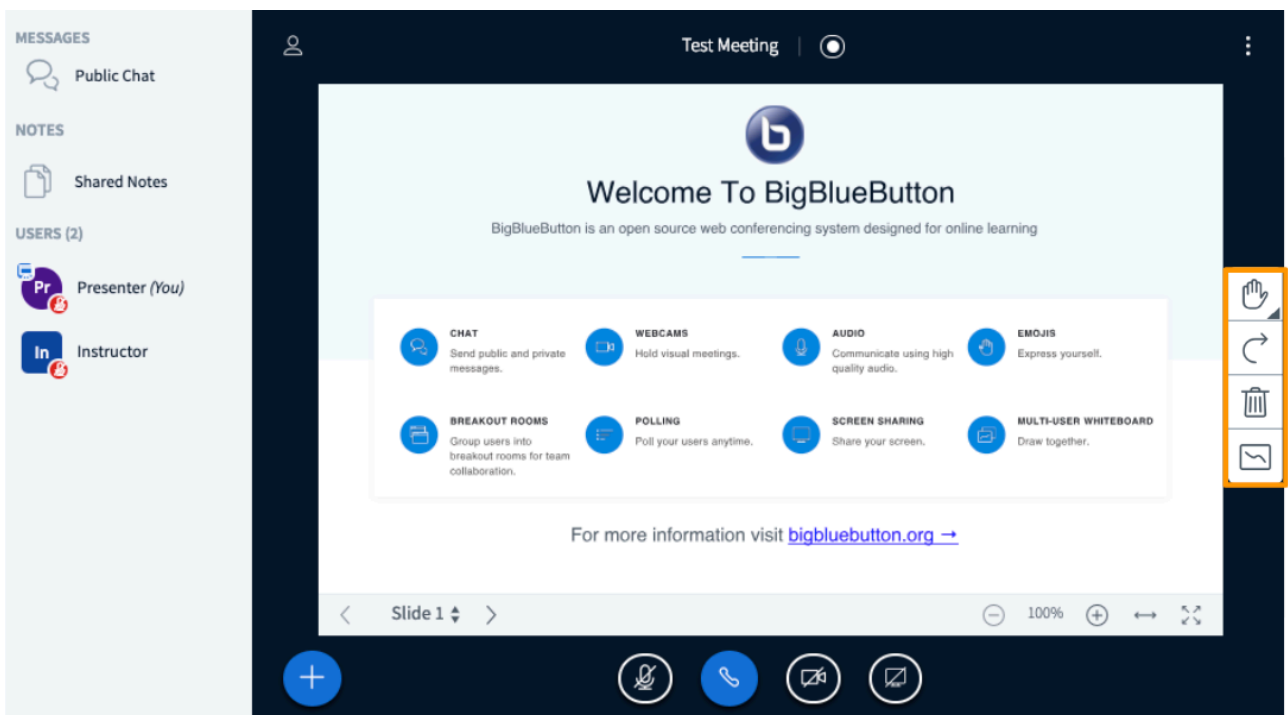 MESSAGES
Public Chat
NOTES
Shared Notes
USERS (2)
Pr
Presenter (You)
In
Instructor
Test Meeting
b
Welcome To BigBlueButton
BigBlueButton is an open source web conferencing system designed for online learning
CHAT
Send public and private
messages.
WEBCAMS
Hold visual meetings.
AUDIO
Communicate using high
quality audio.
EMOJIS
Express yourself.
BREAKOUT ROOMS
Group users into
breakout rooms for team
collaboration.
POLLING
Poll your users anytime.
SCREEN SHARING
Share your screen.
MULTI-USER WHITEBOARD
Draw together.
For more information visit bigbluebutton.org →
Slide 1
100%